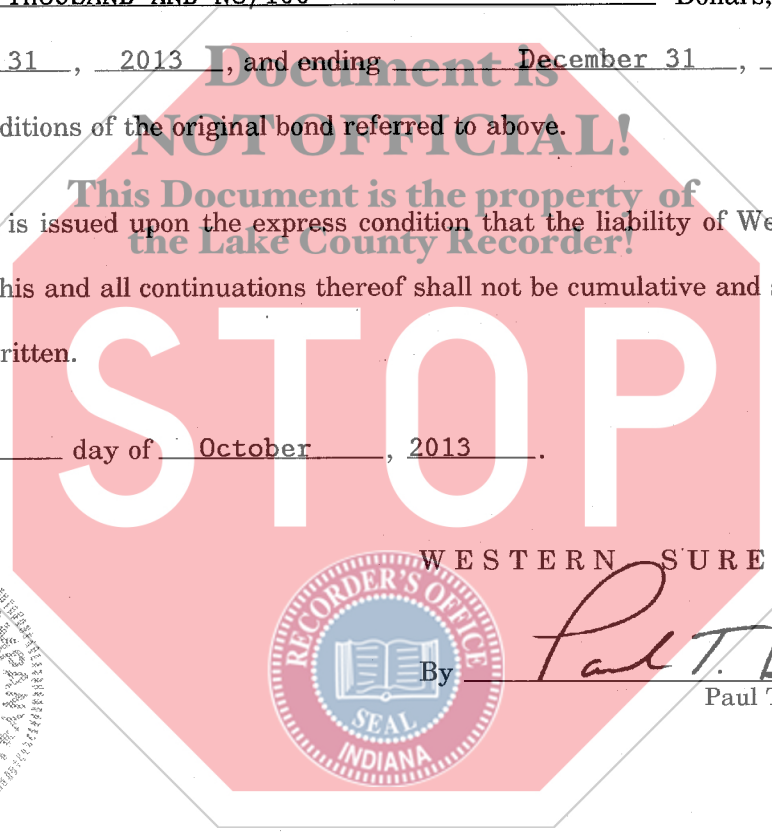 THOUSAND AND NO/100 Dollars,
31 , 2013 , and ending December 31 ,
Document is
ditions of the original bond referred to above.
NOT OFFICIAL!
This Document is the property of
is issued upon the express condition that the liability of We
the Lake County Recorder!
his and all continuations thereof shall not be cumulative and
ritten.
STOP
day of October , 2013 .
WESTERN SURE
RECORDER'S OFFICE
SEAL
INDIANA
By Paul T.
Paul T